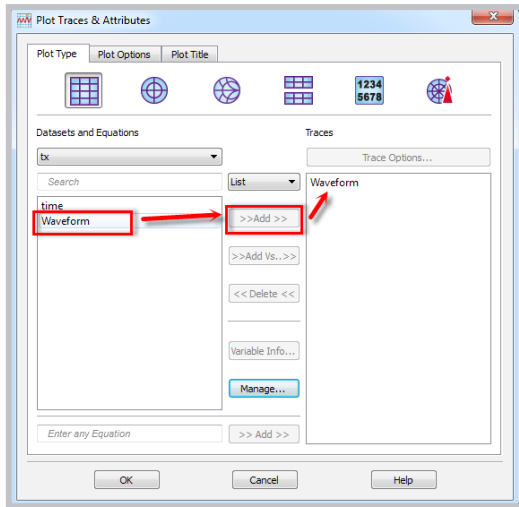 Plot Traces & Attributes
Plot Type Plot Options Plot Title
1234
5678
Datasets and Equations Traces
tx Trace Options...
Search List Waveform
time
Waveform >>Add >>
>>Add Vs..>>
<< Delete <<
Variable Info...
Manage...
Enter any Equation >> Add >>
OK Cancel Help